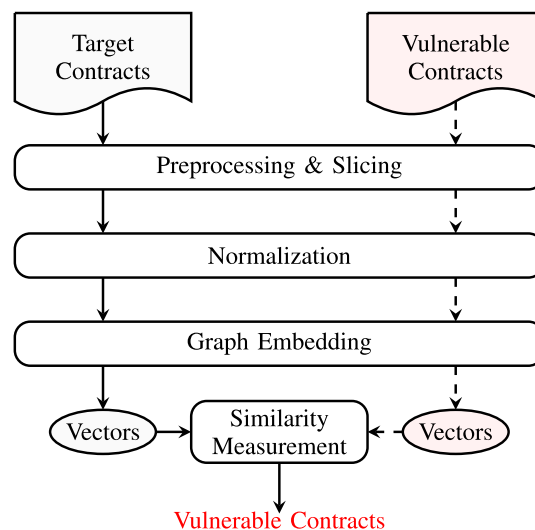 Target
Contracts
Vulnerable
Contracts
Preprocessing & Slicing
Normalization
Graph Embedding
Vectors
Similarity
Measurement
Vectors
Vulnerable Contracts